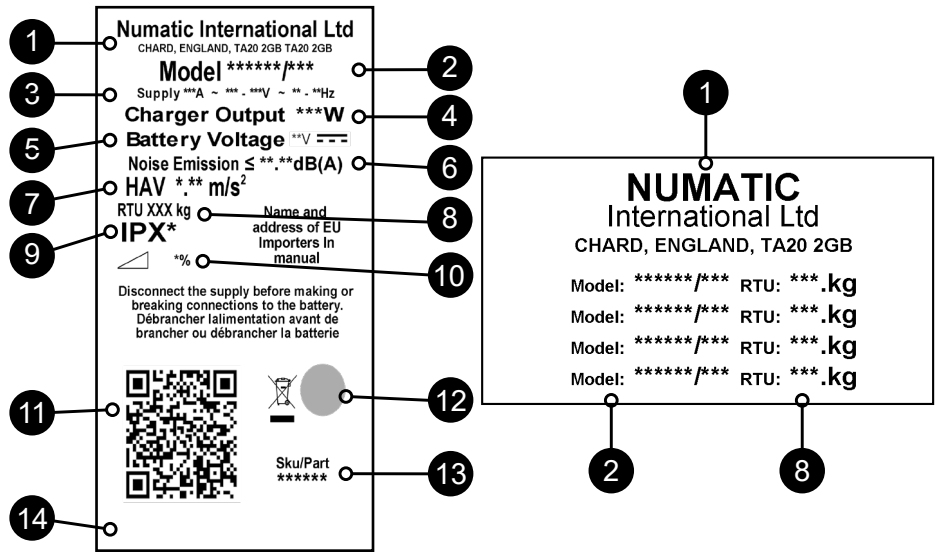 1
Numatic International Ltd
CHARD, ENGLAND, TA20 2GB TA20 2GB
2
Model ******/***
3
Supply ***A ~ *** - ***V ~ ** - **Hz
4
Charger Output ***W
5
Battery Voltage **V
6
Noise Emission ≤ **.**dB(A)
7
HAV *.** m/s²
8
RTU XXX kg
9
IPX*
Name and
address of EU
Importers In
manual
10
*%
Disconnect the supply before making or
breaking connections to the battery.
Débrancher lalimentation avant de
brancher ou débrancher la batterie
11
12
13
Sku/Part
******
14
1
NUMATIC
International Ltd
CHARD, ENGLAND, TA20 2GB
Model: ******/*** RTU: ***.kg
Model: ******/*** RTU: ***.kg
Model: ******/*** RTU: ***.kg
Model: ******/*** RTU: ***.kg
2
8